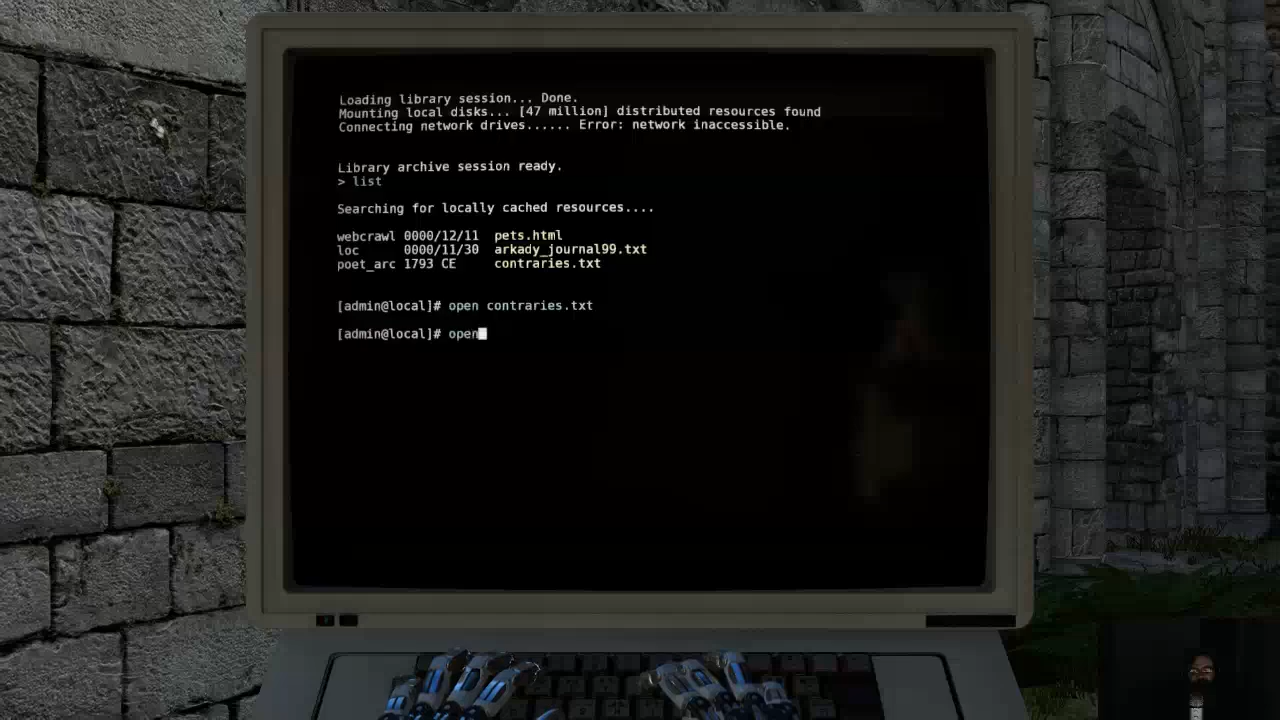 Loading library session... Done.
Mounting local disks... [47 million] distributed resources found
Connecting network drives...... Error: network inaccessible.
Library archive session ready.
> list
Searching for locally cached resources....
webcrawl 0000/12/11 pets.html
loc 0000/11/30 arkady_journal99.txt
poet_arc 1793 CE contraries.txt
[admin@local]# open contraries.txt
[admin@local]# open